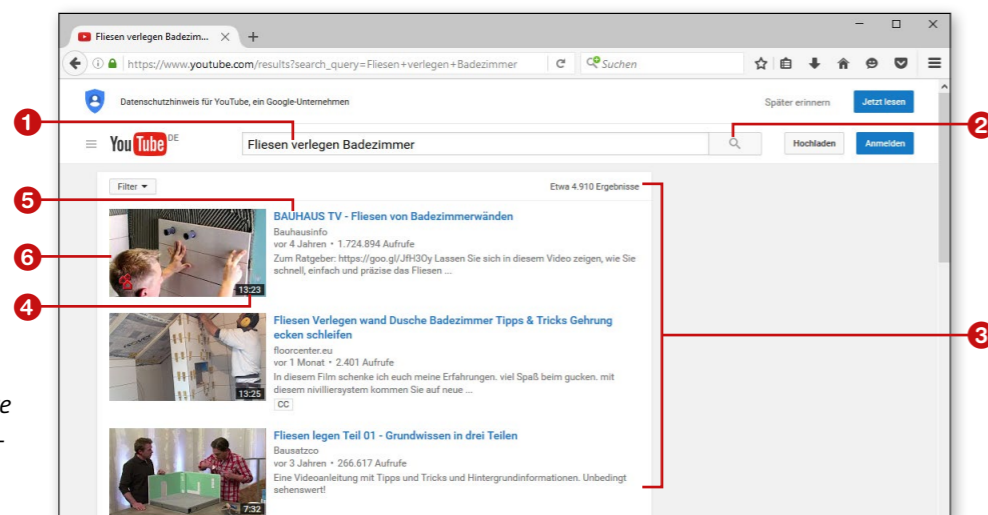 Fliesen verlegen Badezim...
https://www.youtube.com/results?search_query=Fliesen+verlegen+Badezimmer
Suchen
Datenschutzhinweis für YouTube, ein Google-Unternehmen
Später erinnern
Jetzt lesen
1
2
YouTube DE
Fliesen verlegen Badezimmer
Hochladen
Anmelden
Filter
Etwa 4.910 Ergebnisse
5
BAUHAUS TV - Fliesen von Badezimmerwänden
Bauhausinfo
vor 4 Jahren • 1.724.894 Aufrufe
6
Zum Ratgeber: https://goo.gl/JfH3Oy Lassen Sie sich in diesem Video zeigen, wie Sie
schnell, einfach und präzise das Fliesen ...
13:23
4
Fliesen Verlegen wand Dusche Badezimmer Tipps & Tricks Gehrung
ecken schleifen
3
floorcenter.eu
vor 1 Monat • 2.401 Aufrufe
In diesem Film schenke ich euch meine Erfahrungen. viel Spaß beim gucken. mit
diesem nivilliersystem kommen Sie auf neue ...
13:25
CC
e
-
Fliesen legen Teil 01 - Grundwissen in drei Teilen
Bausatzco
vor 3 Jahren • 266.617 Aufrufe
Eine Videoanleitung mit Tipps und Tricks und Hintergrundinformationen. Unbedingt
sehenswert!
7:32